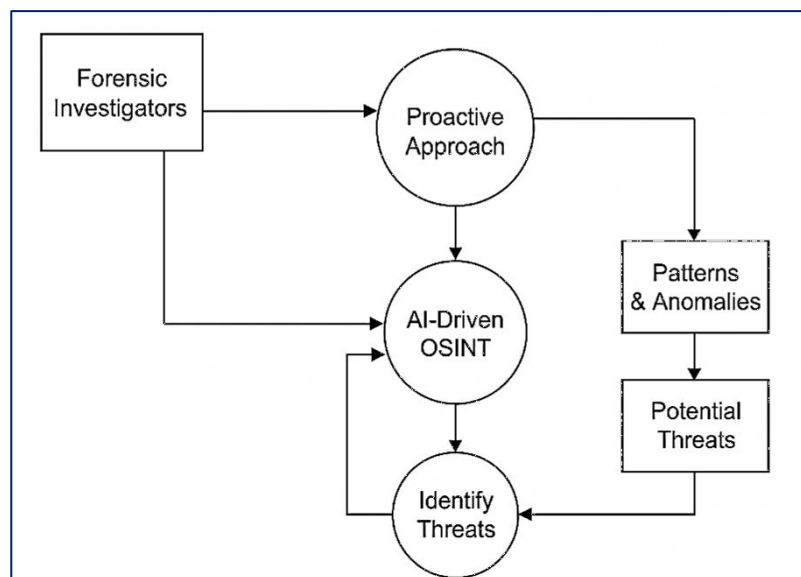 Forensic
Investigators
Proactive
Approach
Patterns
& Anomalies
AI-Driven
OSINT
Potential
Threats
Identify
Threats